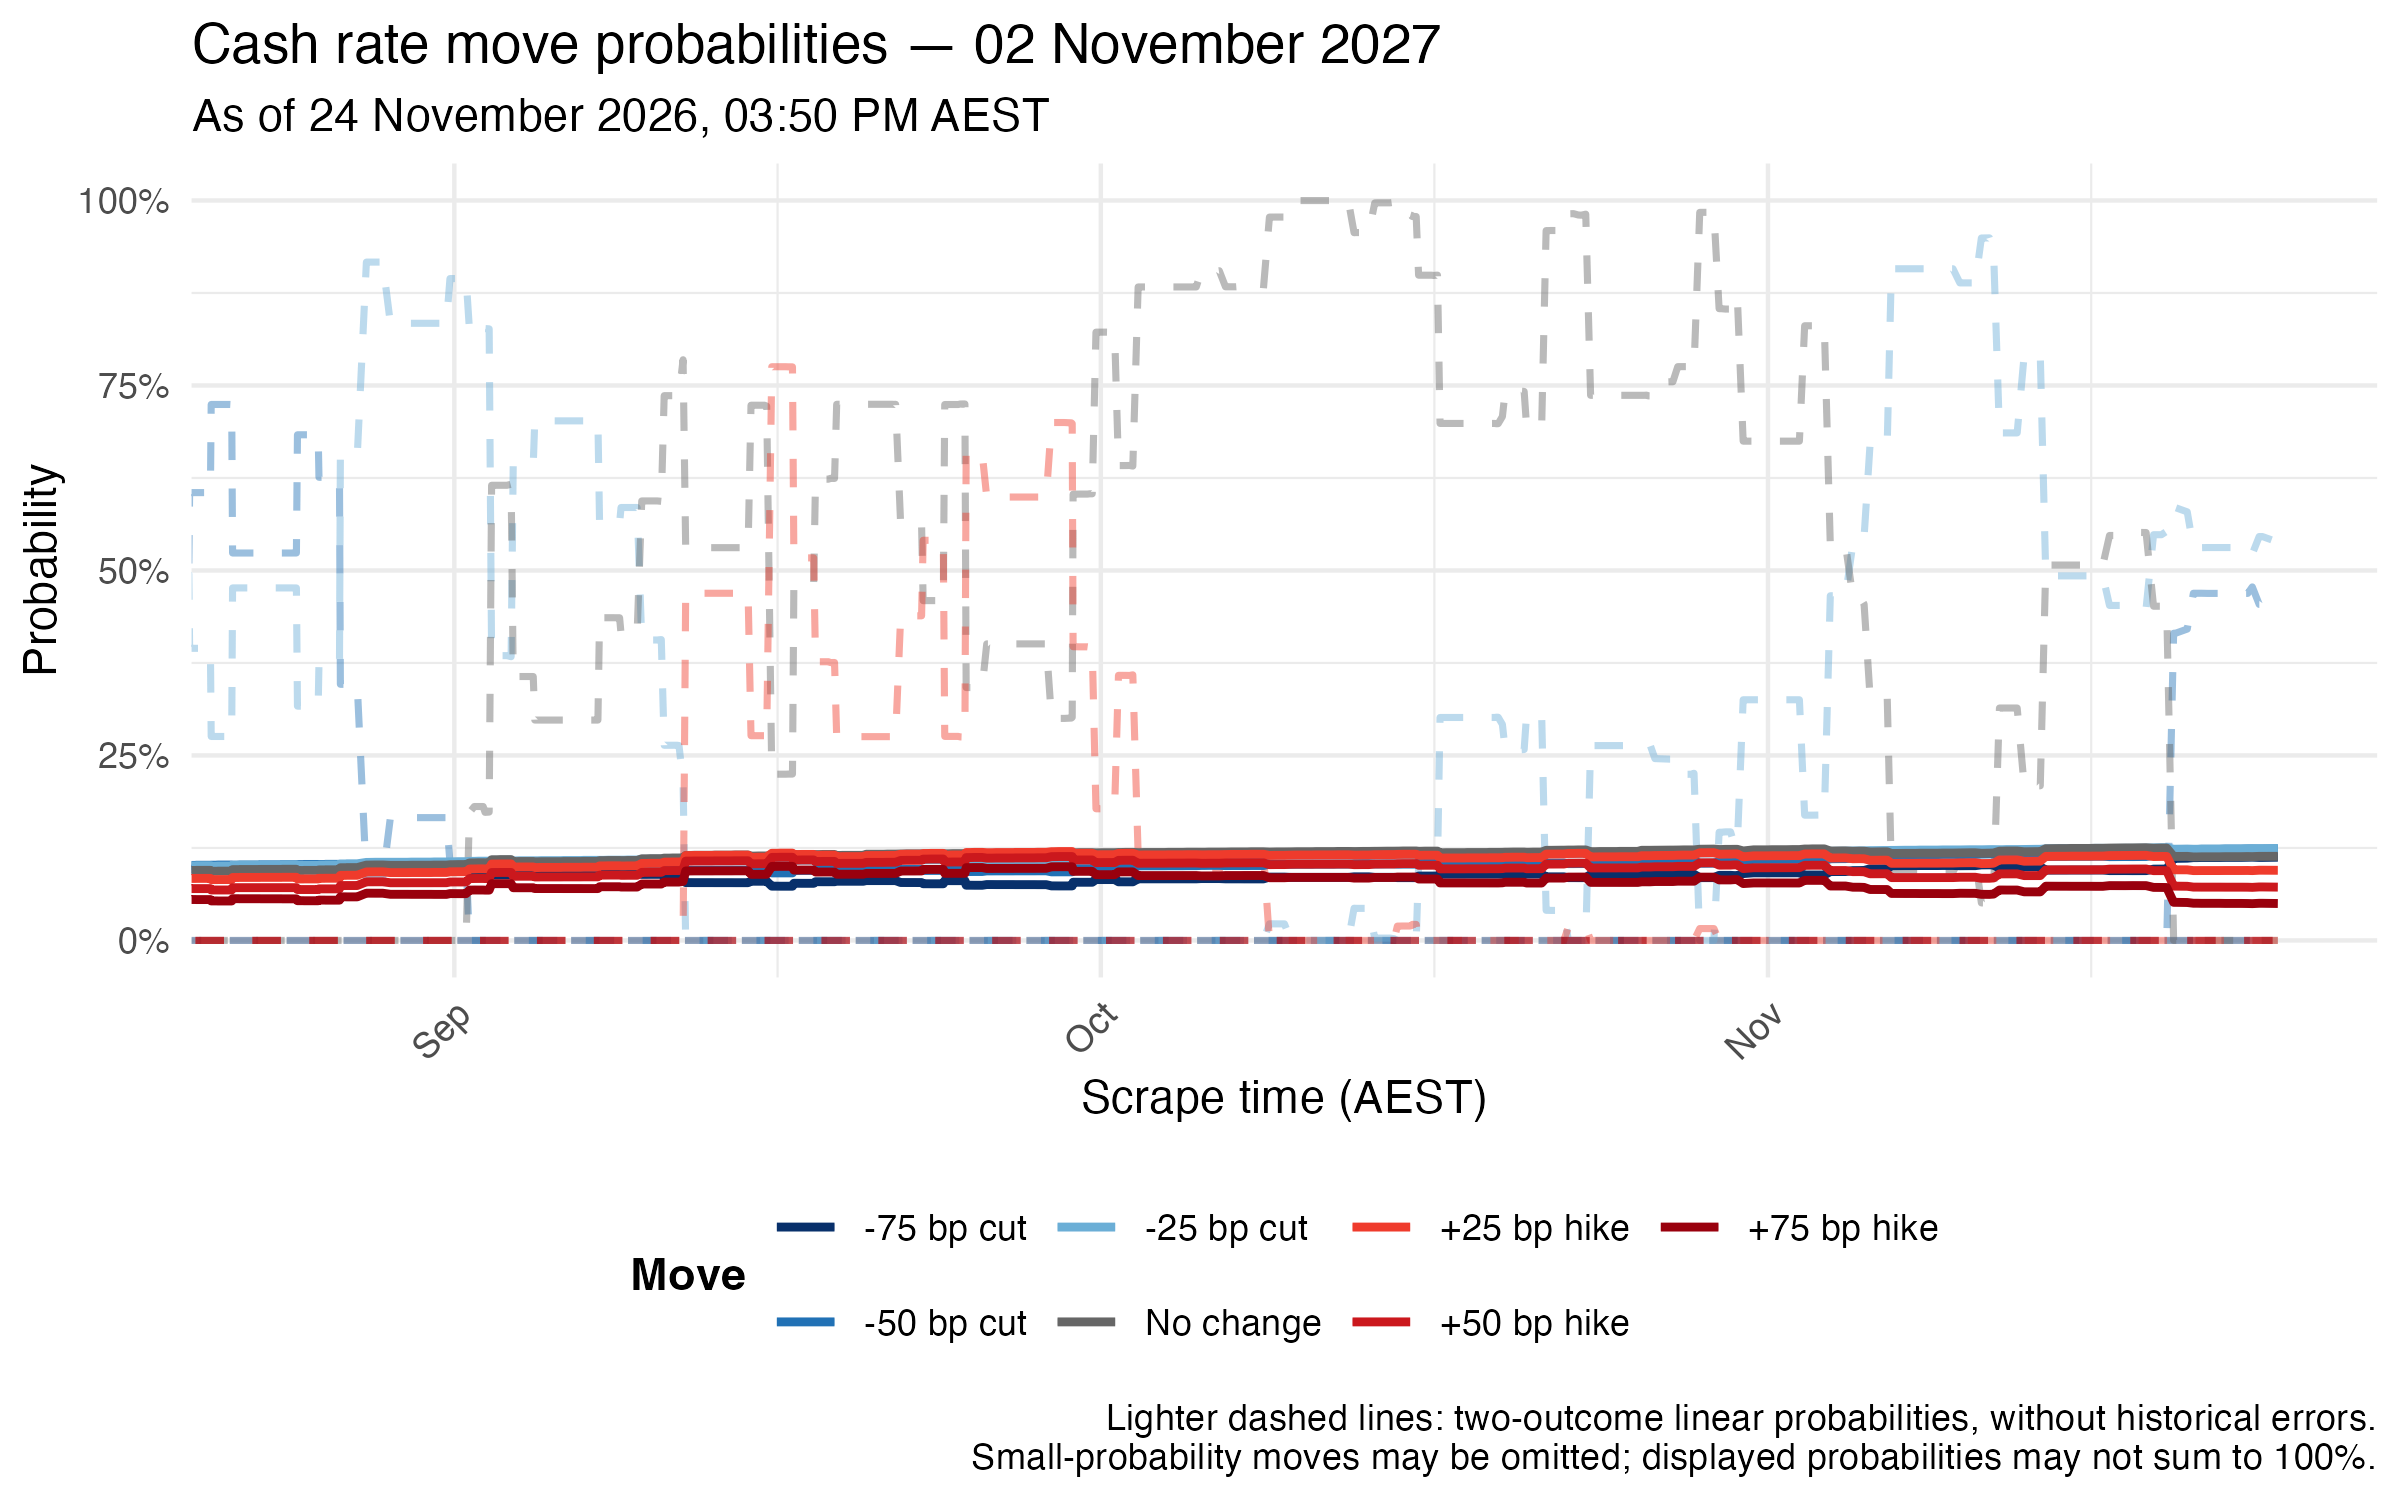 Cash rate move probabilities — 02 November 2027
As of 24 November 2026, 03:50 PM AEST
Probability
100%
75%
50%
25%
0%
Sep
Oct
Nov
Scrape time (AEST)
Move
-75 bp cut
-25 bp cut
+25 bp hike
+75 bp hike
-50 bp cut
No change
+50 bp hike
Lighter dashed lines: two-outcome linear probabilities, without historical errors.
Small-probability moves may be omitted; displayed probabilities may not sum to 100%.